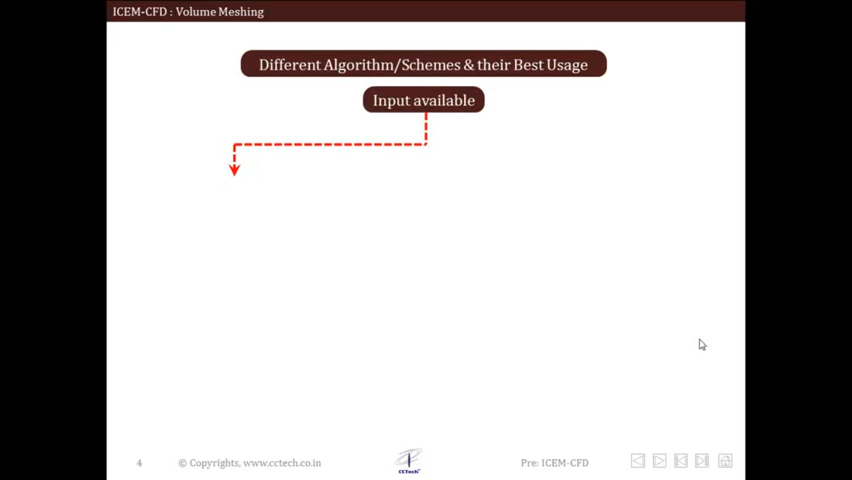 ICEM-CFD : Volume Meshing
Different Algorithm/Schemes & their Best Usage
Input available
4
© Copyrights, www.cctech.co.in
CCTech™
Pre: ICEM-CFD